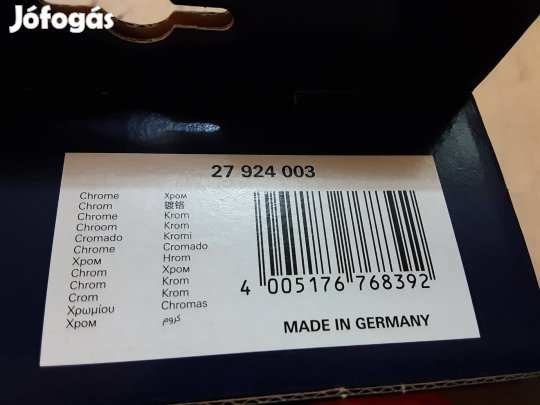 Jófogás
27 924 003
Chrome
Chrom
Chrome
Chroom
Cromado
Chrome
Хром
Chrom
Chrom
Crom
Χρωμίου
Хром
Хром
镀铬
Krom
Krom
Kromi
Cromado
Hrom
Хром
Krom
Krom
Chromas
كروم
4 005176 768392
MADE IN GERMANY